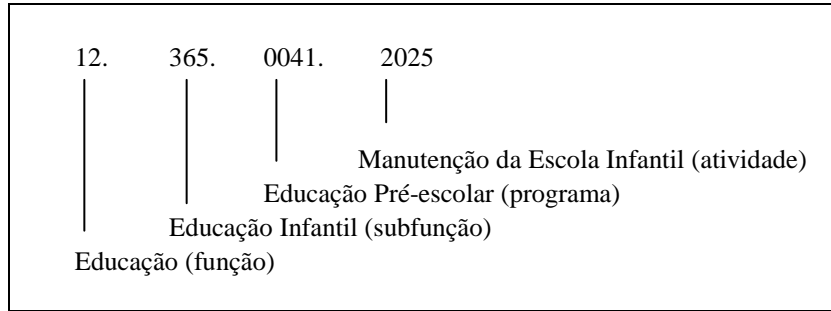 12. 365. 0041. 2025
Manutenção da Escola Infantil (atividade)
Educação Pré-escolar (programa)
Educação Infantil (subfunção)
Educação (função)